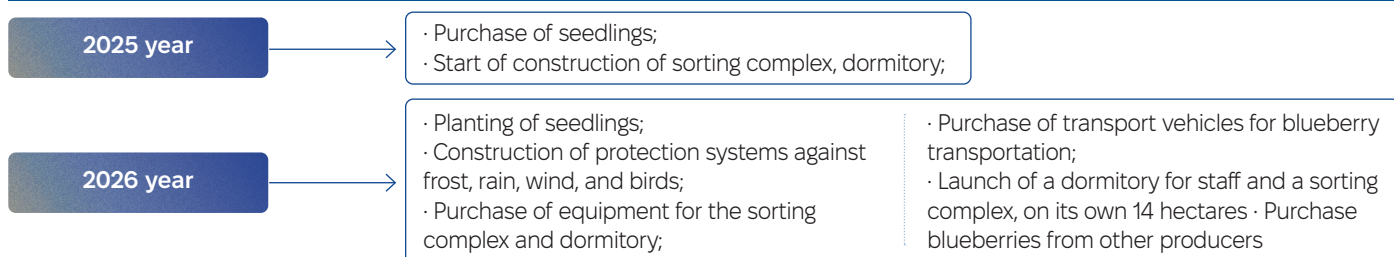 2025 year
· Purchase of seedlings;
· Start of construction of sorting complex, dormitory;
2026 year
· Planting of seedlings;
· Construction of protection systems against
frost, rain, wind, and birds;
· Purchase of equipment for the sorting
complex and dormitory;
· Purchase of transport vehicles for blueberry
transportation;
· Launch of a dormitory for staff and a sorting
complex, on its own 14 hectares · Purchase
blueberries from other producers